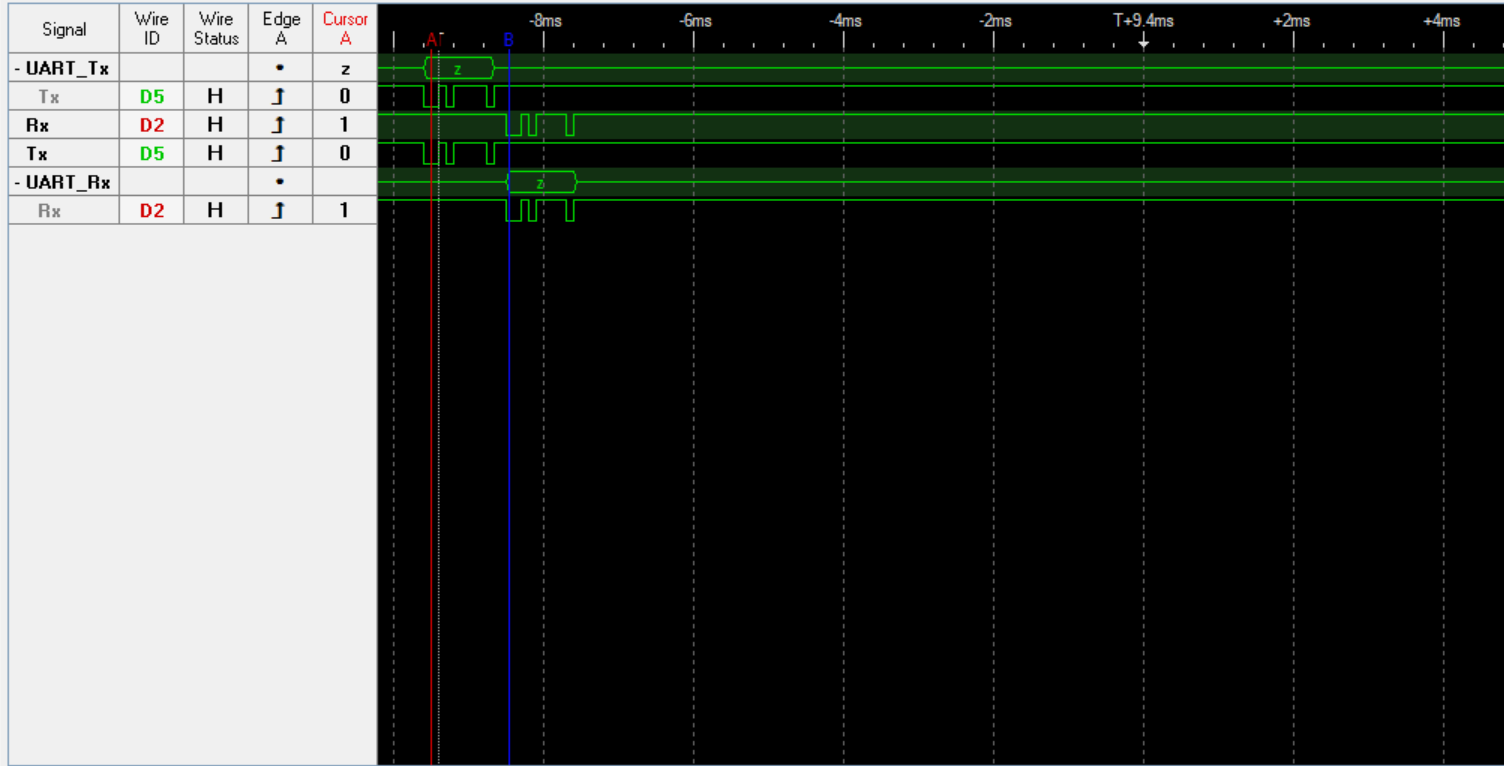 Signal Wire ID Wire Status Edge A Cursor A -8ms -6ms -4ms -2ms T+9.4ms +2ms +4ms
A T B
- UART_Tx z z
Tx D5 H 0
Rx D2 H 1
Tx D5 H 0
- UART_Rx z
Rx D2 H 1